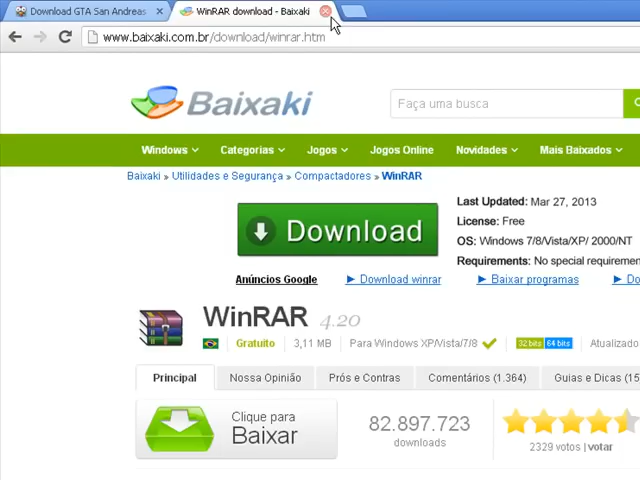 Download GTA San Andreas
WinRAR download - Baixaki
www.baixaki.com.br/download/winrar.htm
Baixaki
Faça uma busca
Windows
Categorias
Jogos
Jogos Online
Novidades
Mais Baixados
Baixaki » Utilidades e Segurança » Compactadores » WinRAR
Download
Last Updated: Mar 27, 2013
License: Free
OS: Windows 7/8/Vista/XP/ 2000/NT
Requirements: No special requirem
Anúncios Google
► Download winrar
► Baixar programas
► Do
WinRAR 4.20
Gratuito
3,11 MB
Para Windows XP/Vista/7/8
32 bits
64 bits
Atualizado
Principal
Nossa Opinião
Prós e Contras
Comentários (1.364)
Guias e Dicas (15
Clique para
Baixar
82.897.723
downloads
2329 votos | votar